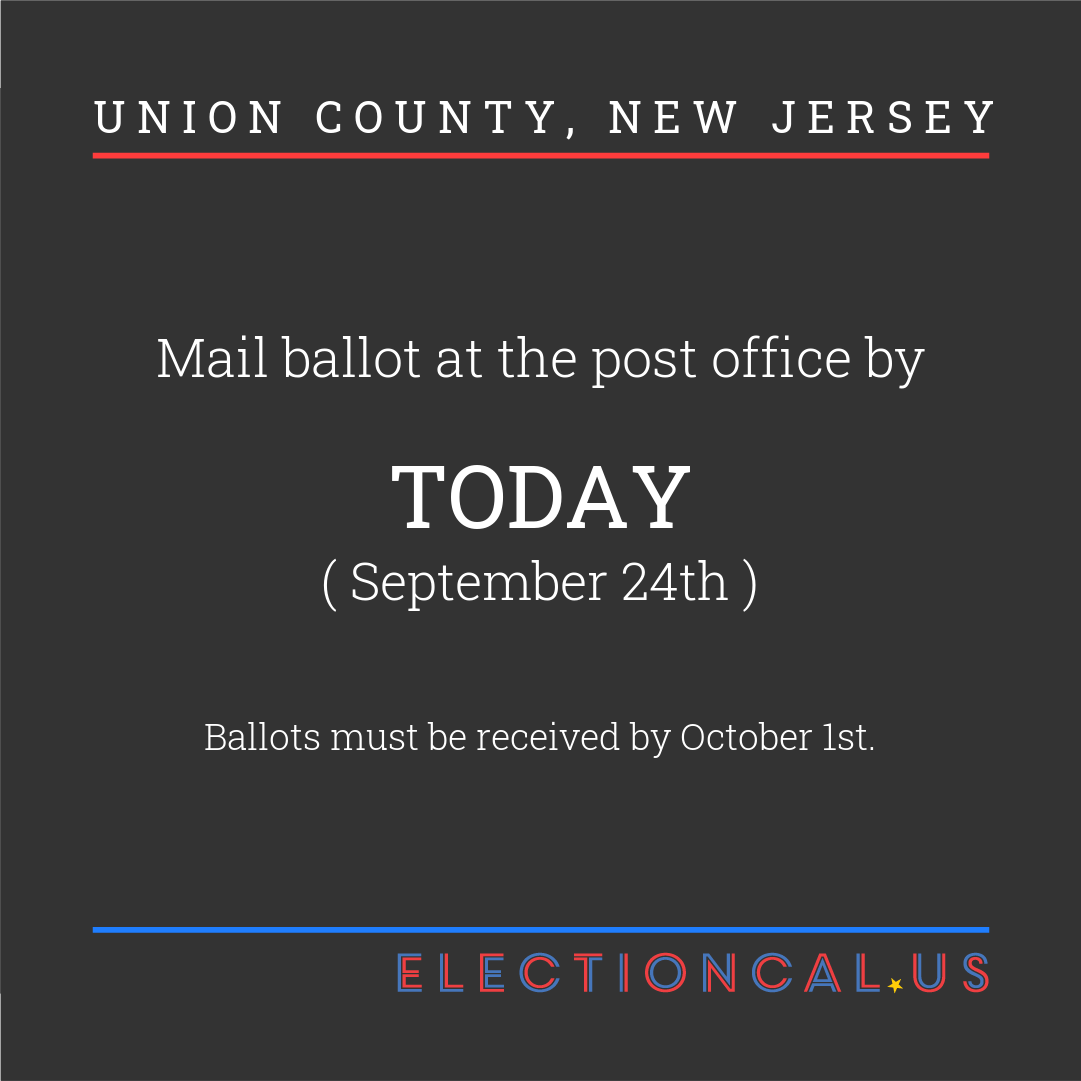 UNION COUNTY, NEW JERSEY
Mail ballot at the post office by
TODAY
( September 24th )
Ballots must be received by October 1st.
ELECTIONCAL.US